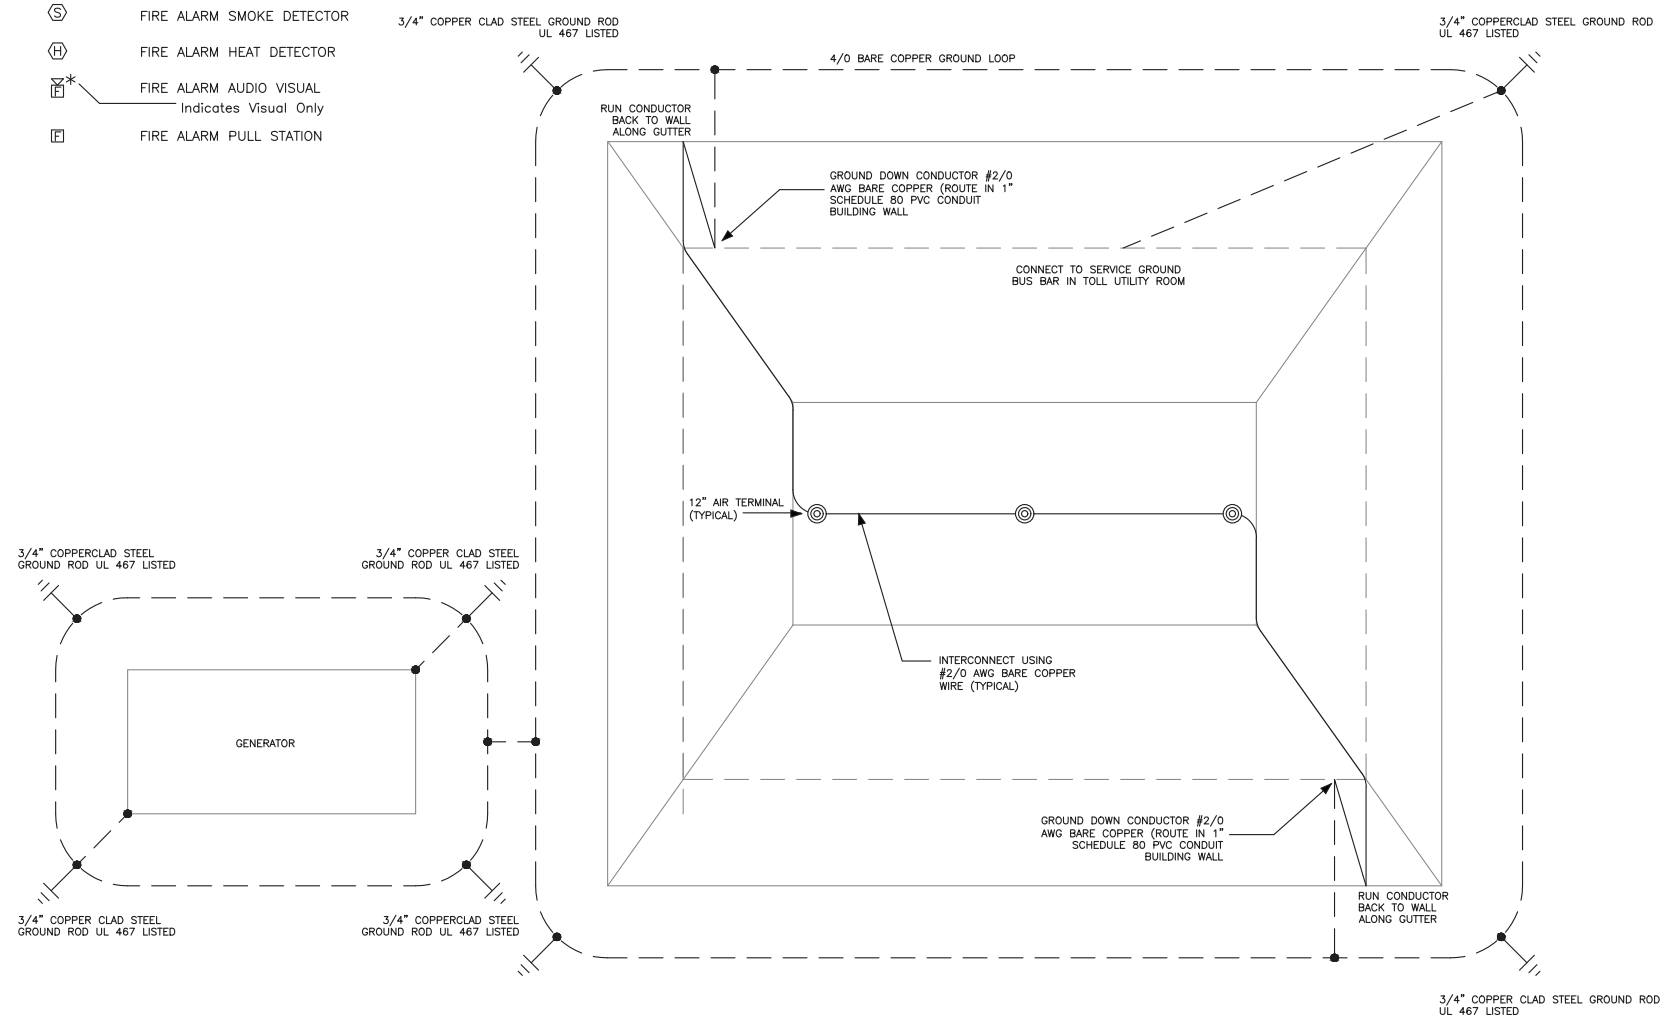 S
FIRE ALARM SMOKE DETECTOR
H
FIRE ALARM HEAT DETECTOR
F
*
FIRE ALARM AUDIO VISUAL
Indicates Visual Only
F
FIRE ALARM PULL STATION
3/4" COPPER CLAD STEEL GROUND ROD
UL 467 LISTED
3/4" COPPERCLAD STEEL GROUND ROD
UL 467 LISTED
4/0 BARE COPPER GROUND LOOP
RUN CONDUCTOR
BACK TO WALL
ALONG GUTTER
GROUND DOWN CONDUCTOR #2/0
AWG BARE COPPER (ROUTE IN 1"
SCHEDULE 80 PVC CONDUIT
BUILDING WALL
CONNECT TO SERVICE GROUND
BUS BAR IN TOLL UTILITY ROOM
12" AIR TERMINAL
(TYPICAL)
INTERCONNECT USING
#2/0 AWG BARE COPPER
WIRE (TYPICAL)
3/4" COPPERCLAD STEEL
GROUND ROD UL 467 LISTED
3/4" COPPER CLAD STEEL
GROUND ROD UL 467 LISTED
GENERATOR
3/4" COPPER CLAD STEEL
GROUND ROD UL 467 LISTED
3/4" COPPERCLAD STEEL
GROUND ROD UL 467 LISTED
GROUND DOWN CONDUCTOR #2/0
AWG BARE COPPER (ROUTE IN 1"
SCHEDULE 80 PVC CONDUIT
BUILDING WALL
RUN CONDUCTOR
BACK TO WALL
ALONG GUTTER
3/4" COPPER CLAD STEEL GROUND ROD
UL 467 LISTED